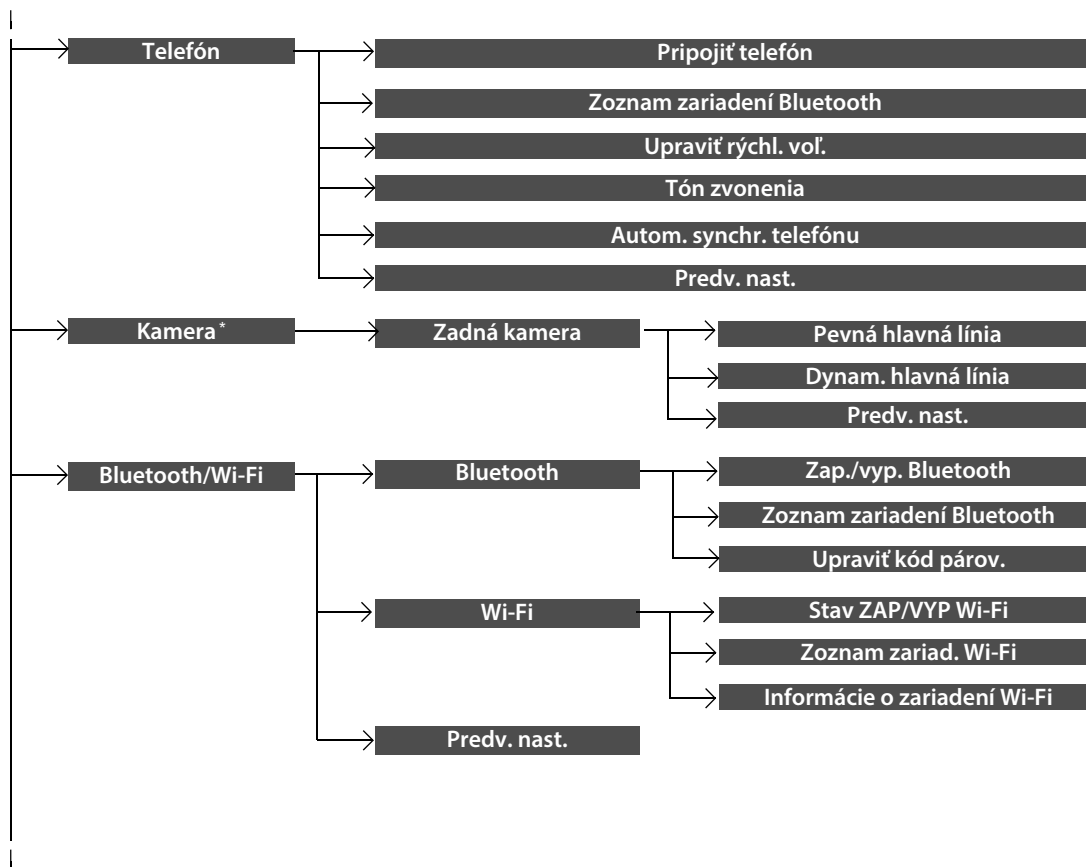 Telefón
Pripojiť telefón
Zoznam zariadení Bluetooth
Upraviť rýchl. voľ.
Tón zvonenia
Autom. synchr. telefónu
Predv. nast.
Kamera*
Zadná kamera
Pevná hlavná línia
Dynam. hlavná línia
Predv. nast.
Bluetooth/Wi-Fi
Bluetooth
Zap./vyp. Bluetooth
Zoznam zariadení Bluetooth
Upraviť kód párov.
Wi-Fi
Stav ZAP/VYP Wi-Fi
Zoznam zariad. Wi-Fi
Informácie o zariadení Wi-Fi
Predv. nast.